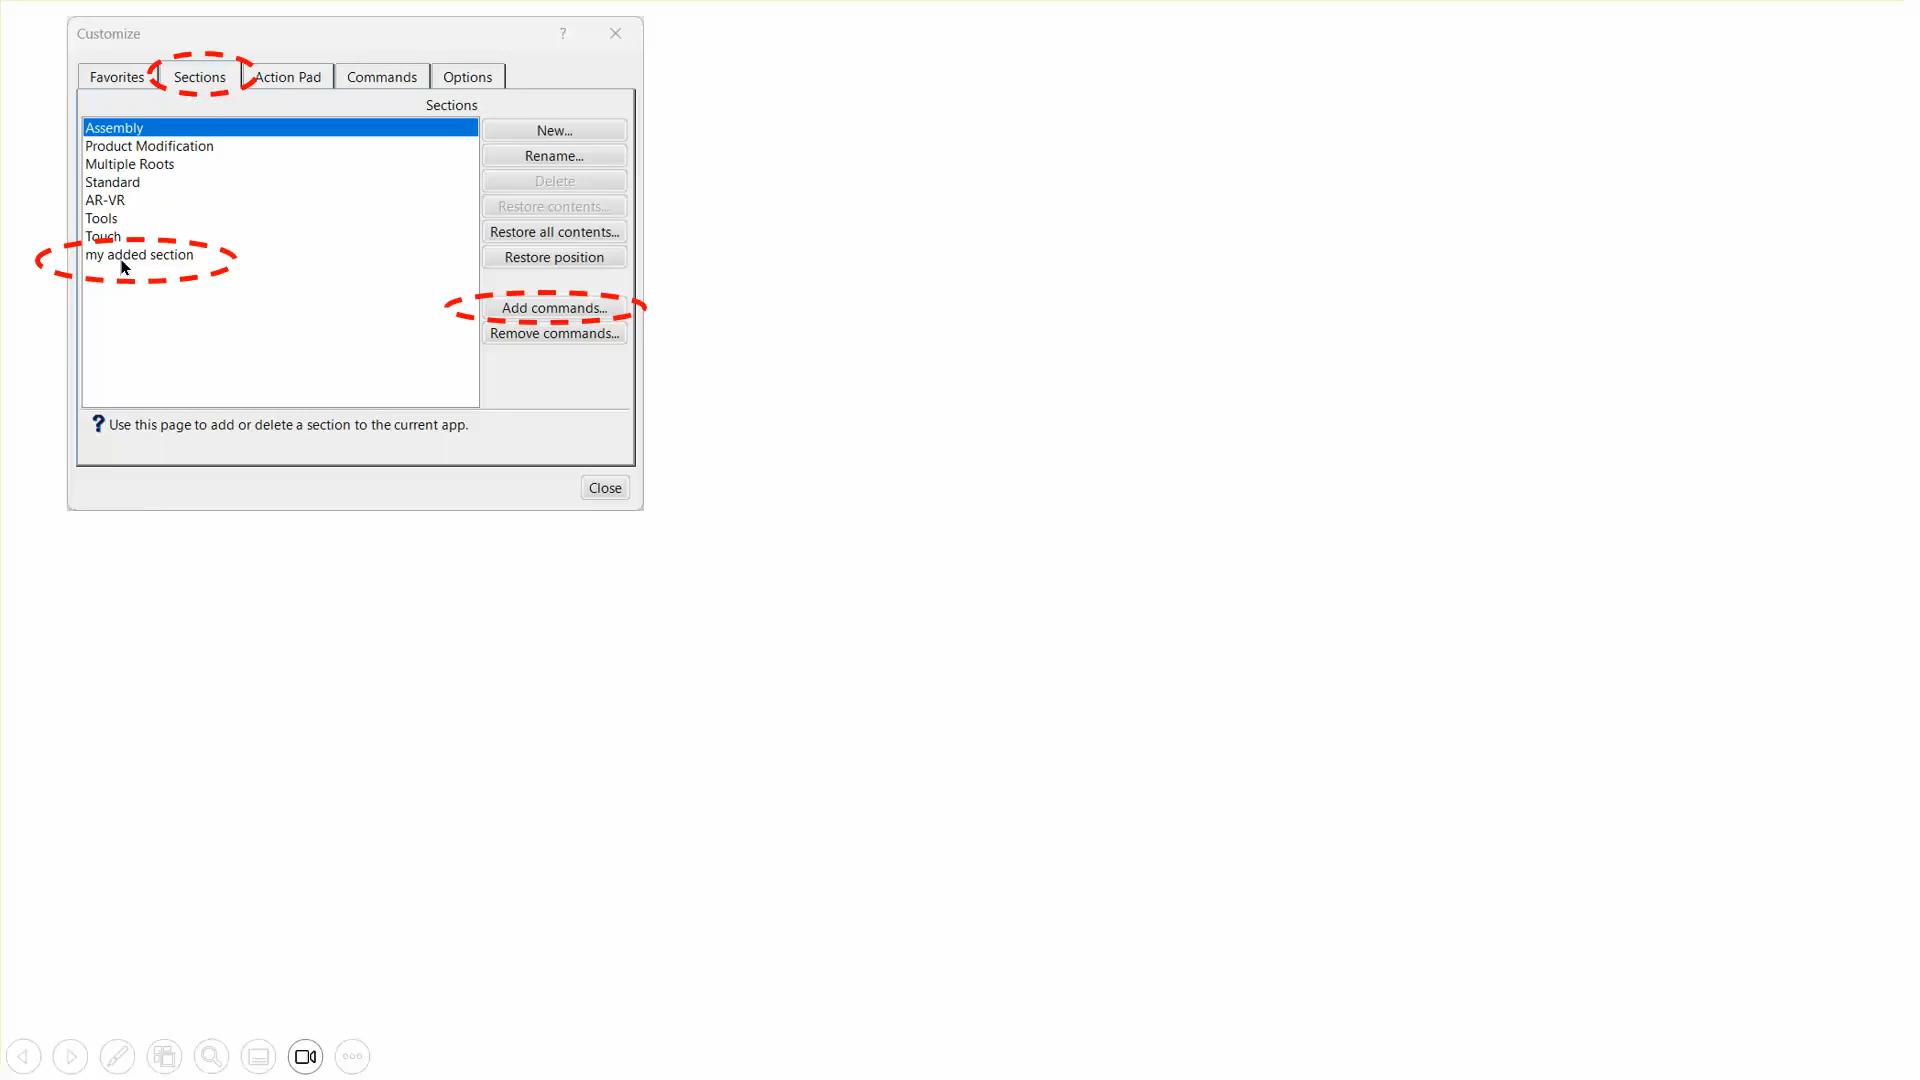 Customize
?
Favorites
Sections
Action Pad
Commands
Options
Sections
Assembly
Product Modification
Multiple Roots
Standard
AR-VR
Tools
Touch
my added section
New...
Rename...
Delete
Restore contents...
Restore all contents...
Restore position
Add commands...
Remove commands...
? Use this page to add or delete a section to the current app.
Close